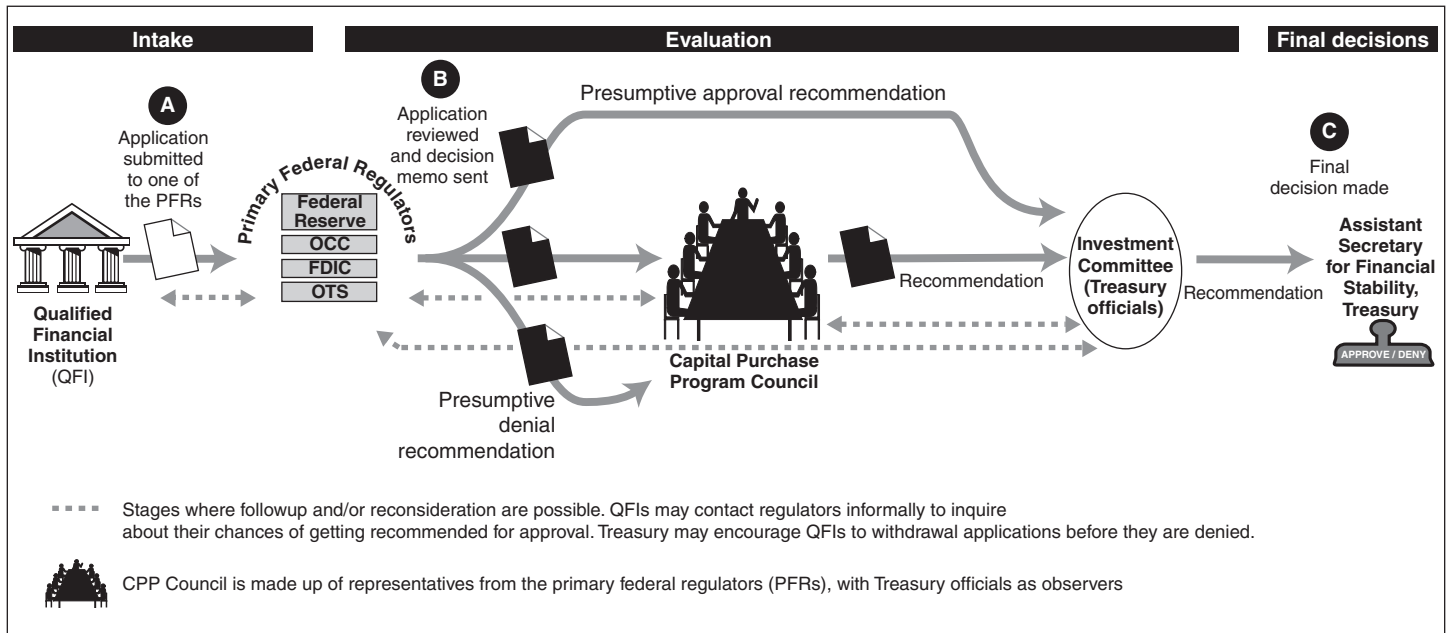 Intake
Evaluation
Final decisions
A
Application
submitted
to one of
the PFRs
Qualified
Financial
Institution
(QFI)
Primary Federal Regulators
Federal
Reserve
OCC
FDIC
OTS
B
Application
reviewed
and decision
memo sent
Presumptive approval recommendation
Presumptive
denial
recommendation
Capital Purchase
Program Council
Recommendation
Investment
Committee
(Treasury
officials)
Recommendation
C
Final
decision made
Assistant
Secretary
for Financial
Stability,
Treasury
APPROVE / DENY
Stages where followup and/or reconsideration are possible. QFIs may contact regulators informally to inquire
about their chances of getting recommended for approval. Treasury may encourage QFIs to withdrawal applications before they are denied.
CPP Council is made up of representatives from the primary federal regulators (PFRs), with Treasury officials as observers